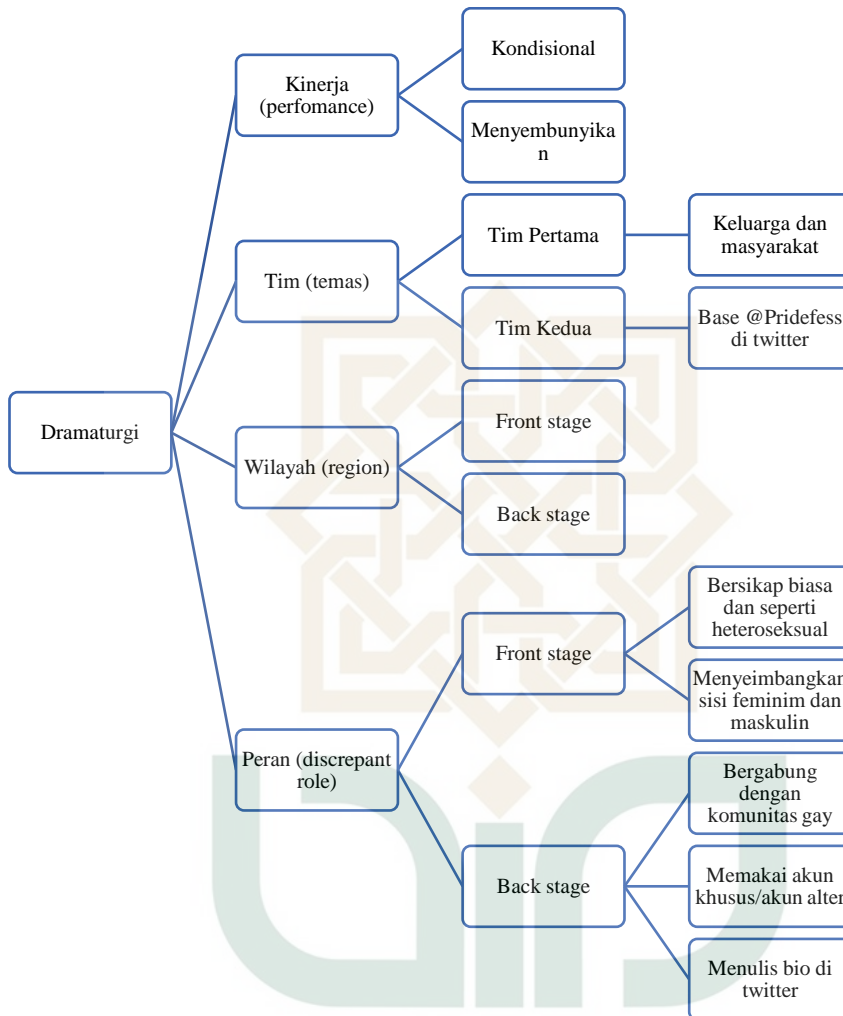 Kondisional
Kinerja
(perfomance)
Menyembunyika
n
Tim Pertama
Keluarga dan
masyarakat
Tim (temas)
Tim Kedua
Base @Pridefess
di twitter
Dramaturgi
Front stage
Wilayah (region)
Back stage
Bersikap biasa
dan seperti
heteroseksual
Front stage
Menyeimbangkan
sisi feminim dan
maskulin
Peran (discrepant
role)
Bergabung
dengan
komunitas gay
Back stage
Memakai akun
khusus/akun alter
Menulis bio di
twitter